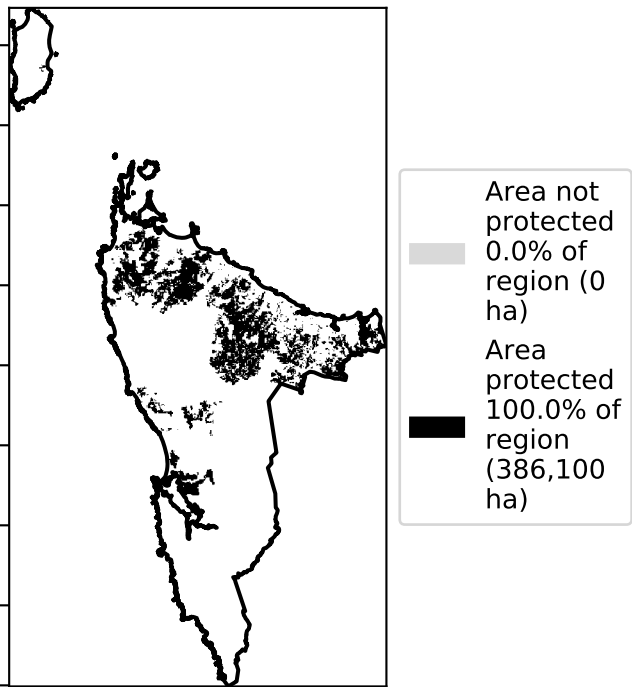 Area not
protected
0.0% of
region (0
ha)
Area
protected
100.0% of
region
(386,100
ha)